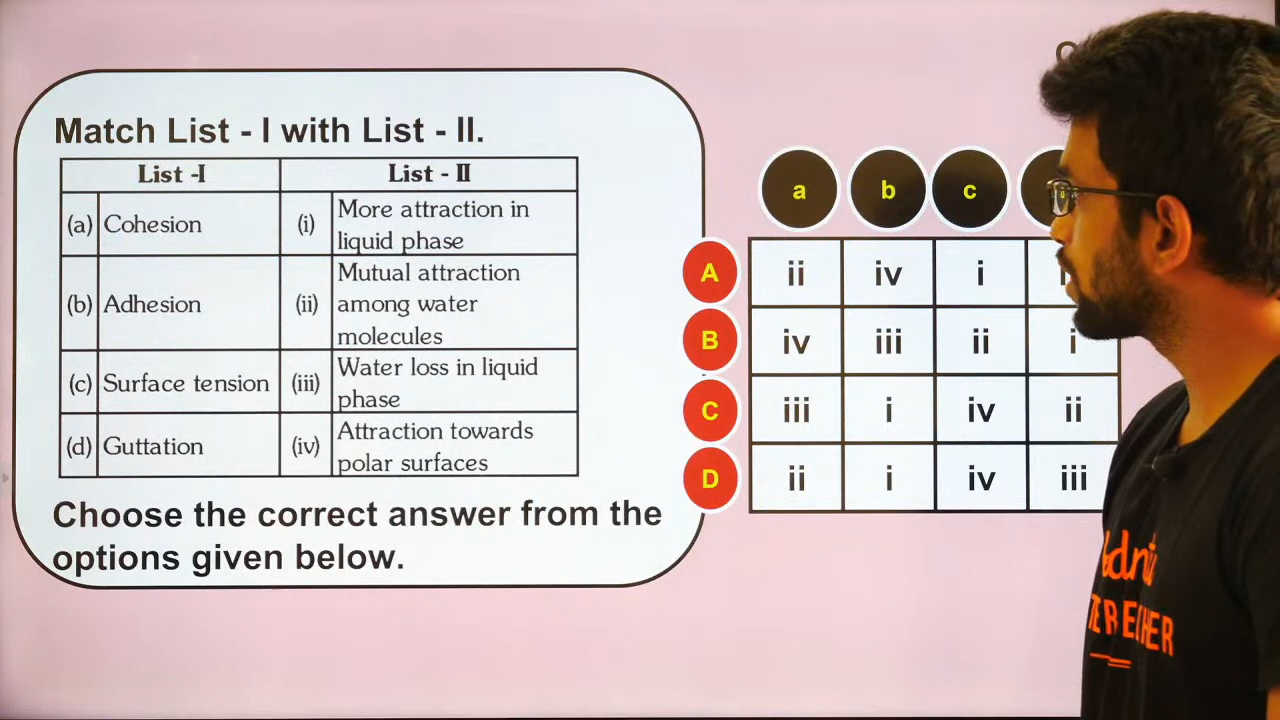 Match List - I with List - II.
List -I List - II
(a) Cohesion (i) More attraction in
liquid phase
(b) Adhesion (ii) Mutual attraction
among water
molecules
(c) Surface tension (iii) Water loss in liquid
phase
(d) Guttation (iv) Attraction towards
polar surfaces
Choose the correct answer from the
options given below.
a b c
A ii iv i
B iv iii ii i
C iii i iv ii
D ii i iv iii